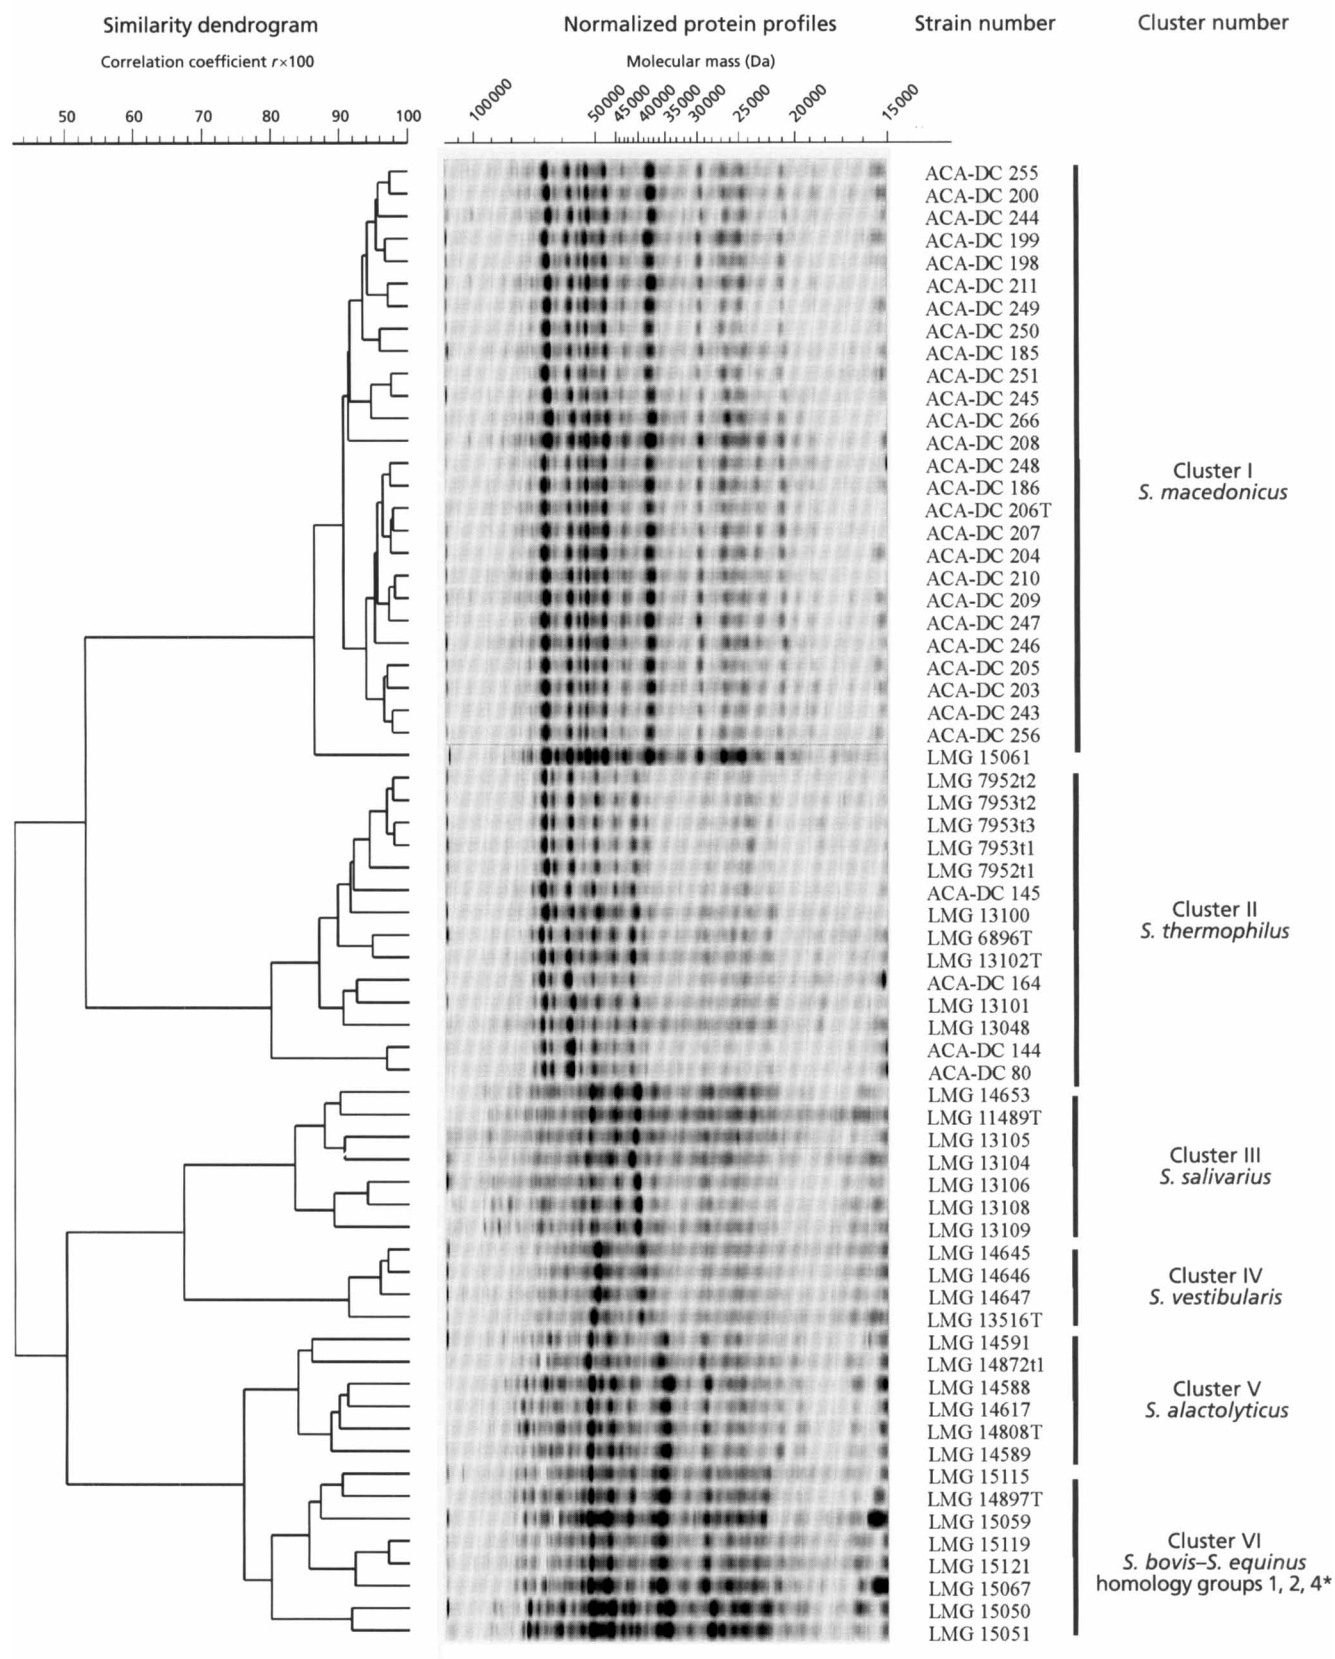 Similarity dendrogram
Normalized protein profiles
Strain number
Cluster number
Correlation coefficient r×100
Molecular mass (Da)
50 60 70 80 90 100
100000 50000 45000 40000 35000 30000 25000 20000 15000
ACA-DC 255
ACA-DC 200
ACA-DC 244
ACA-DC 199
ACA-DC 198
ACA-DC 211
ACA-DC 249
ACA-DC 250
ACA-DC 185
ACA-DC 251
ACA-DC 245
ACA-DC 266
ACA-DC 208
ACA-DC 248
ACA-DC 186
ACA-DC 206T
ACA-DC 207
ACA-DC 204
ACA-DC 210
ACA-DC 209
ACA-DC 247
ACA-DC 246
ACA-DC 205
ACA-DC 203
ACA-DC 243
ACA-DC 256
LMG 15061
Cluster I
S. macedonicus
LMG 7952t2
LMG 7953t2
LMG 7953t3
LMG 7953t1
LMG 7952t1
ACA-DC 145
LMG 13100
LMG 6896T
LMG 13102T
ACA-DC 164
LMG 13101
LMG 13048
ACA-DC 144
ACA-DC 80
Cluster II
S. thermophilus
LMG 14653
LMG 11489T
LMG 13105
LMG 13104
LMG 13106
LMG 13108
LMG 13109
Cluster III
S. salivarius
LMG 14645
LMG 14646
LMG 14647
LMG 13516T
Cluster IV
S. vestibularis
LMG 14591
LMG 14872t1
LMG 14588
LMG 14617
LMG 14808T
LMG 14589
Cluster V
S. alactolyticus
LMG 15115
LMG 14897T
LMG 15059
LMG 15119
LMG 15121
LMG 15067
LMG 15050
LMG 15051
Cluster VI
S. bovis–S. equinus
homology groups 1, 2, 4*